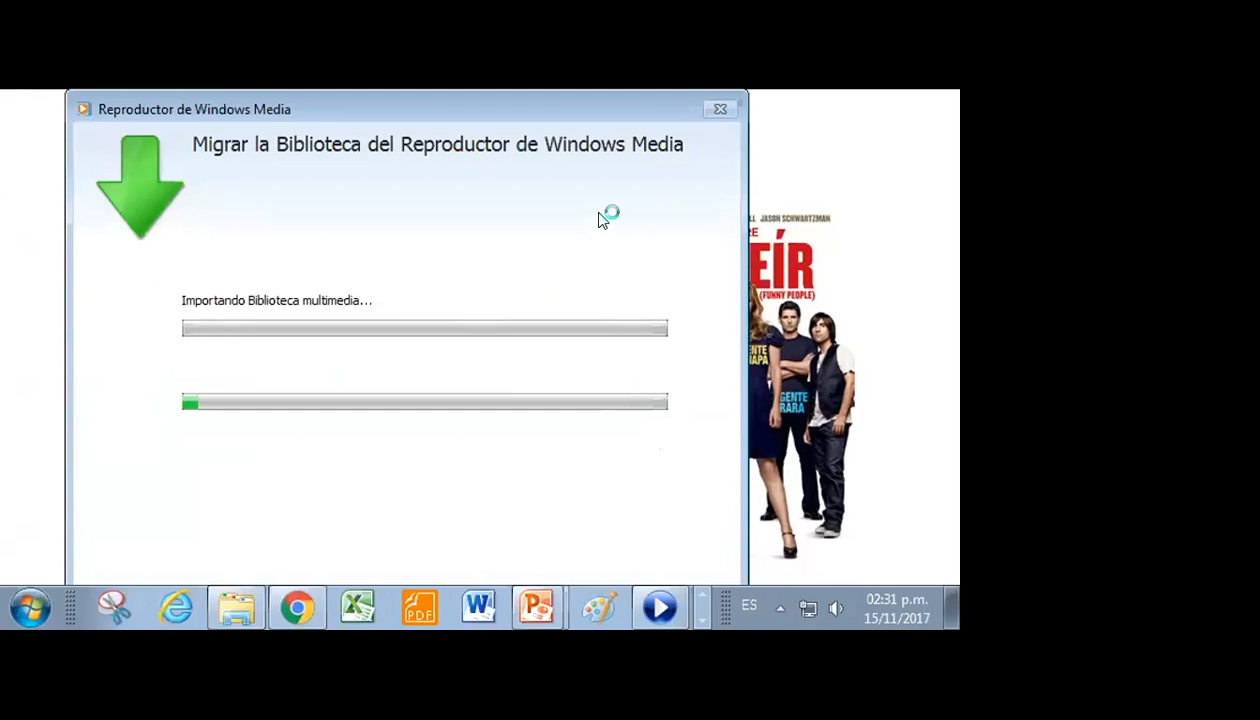 Reproductor de Windows Media
Migrar la Biblioteca del Reproductor de Windows Media
JASON SCHWARTZMAN
EÍR
(FUNNY PEOPLE)
Importando Biblioteca multimedia...
GENTE
RARA
PDF
ES
02:31 p.m.
15/11/2017